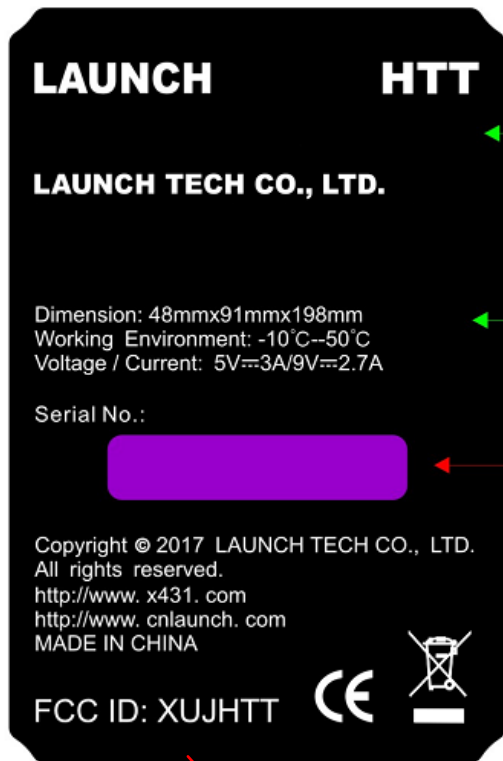 LAUNCH HTT
LAUNCH TECH CO., LTD.
Dimension: 48mmx91mmx198mm
Working Environment: -10℃--50℃
Voltage / Current: 5V⎓3A/9V⎓2.7A
Serial No.:
Copyright © 2017 LAUNCH TECH CO., LTD.
All rights reserved.
http://www. x431. com
http://www. cnlaunch. com
MADE IN CHINA
FCC ID: XUJHTT CE